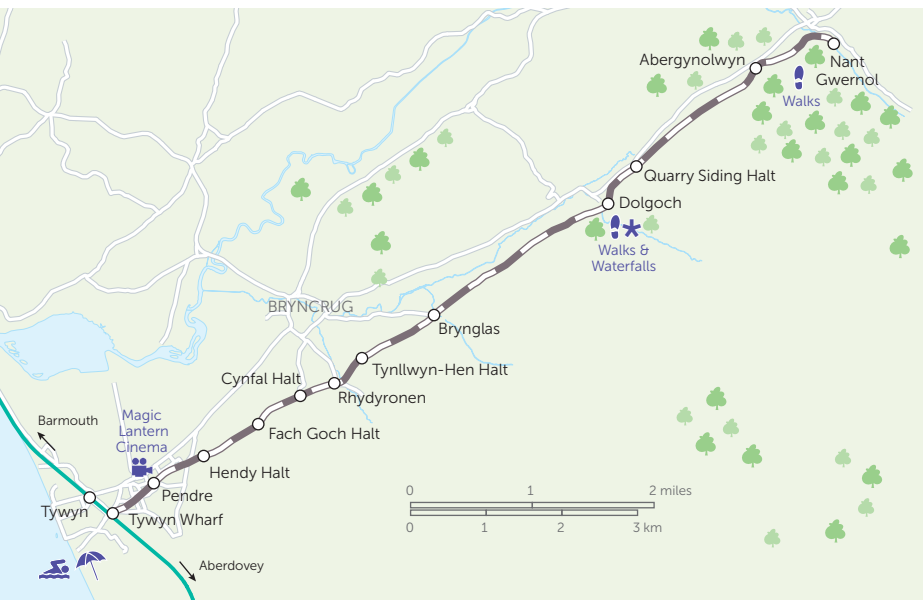 Abergynolwyn
Nant
Gwernol
Walks
Quarry Siding Halt
Dolgoch
Walks &
Waterfalls
BRYNCRUG
Brynglas
Tynllwyn-Hen Halt
Cynfal Halt
Rhydyronen
Barmouth
Magic
Lantern
Cinema
Fach Goch Halt
Hendy Halt
Pendre
Tywyn
Tywyn Wharf
0 1 2 miles
0 1 2 3 km
Aberdovey